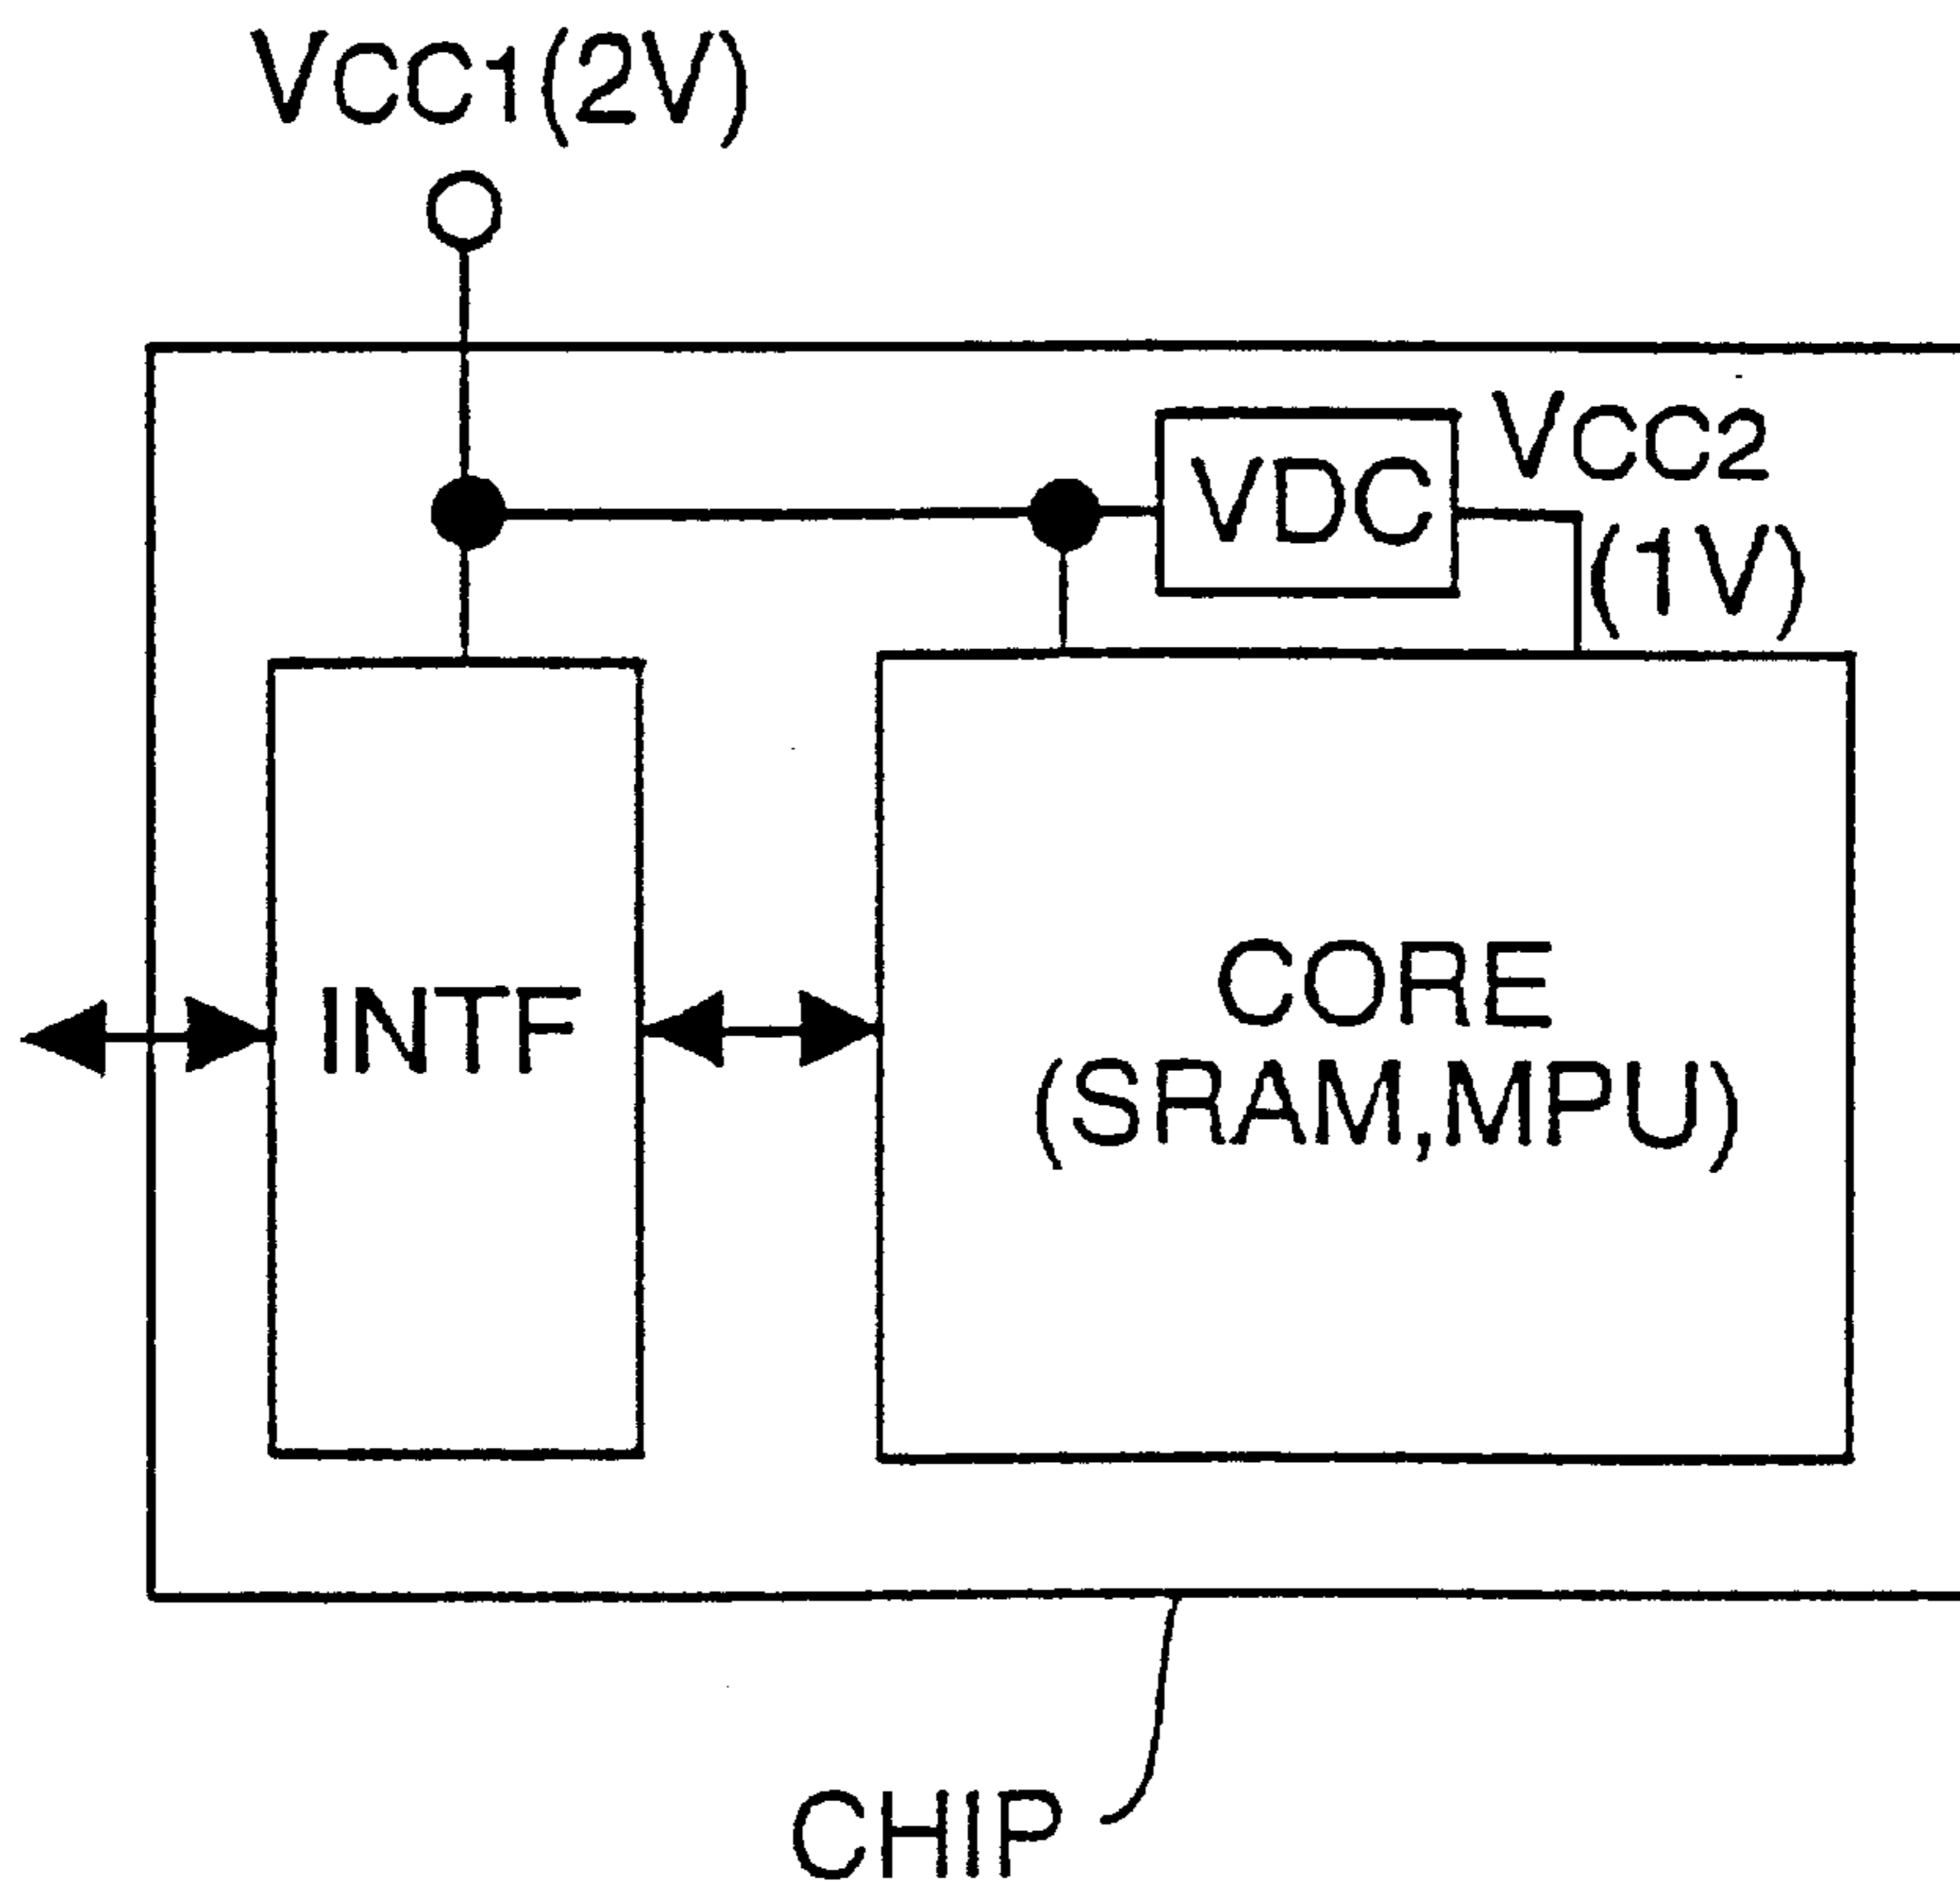 VCC1(2V)
VDC
VCC2
(1V)
INTF
CORE
(SRAM,MPU)
CHIP